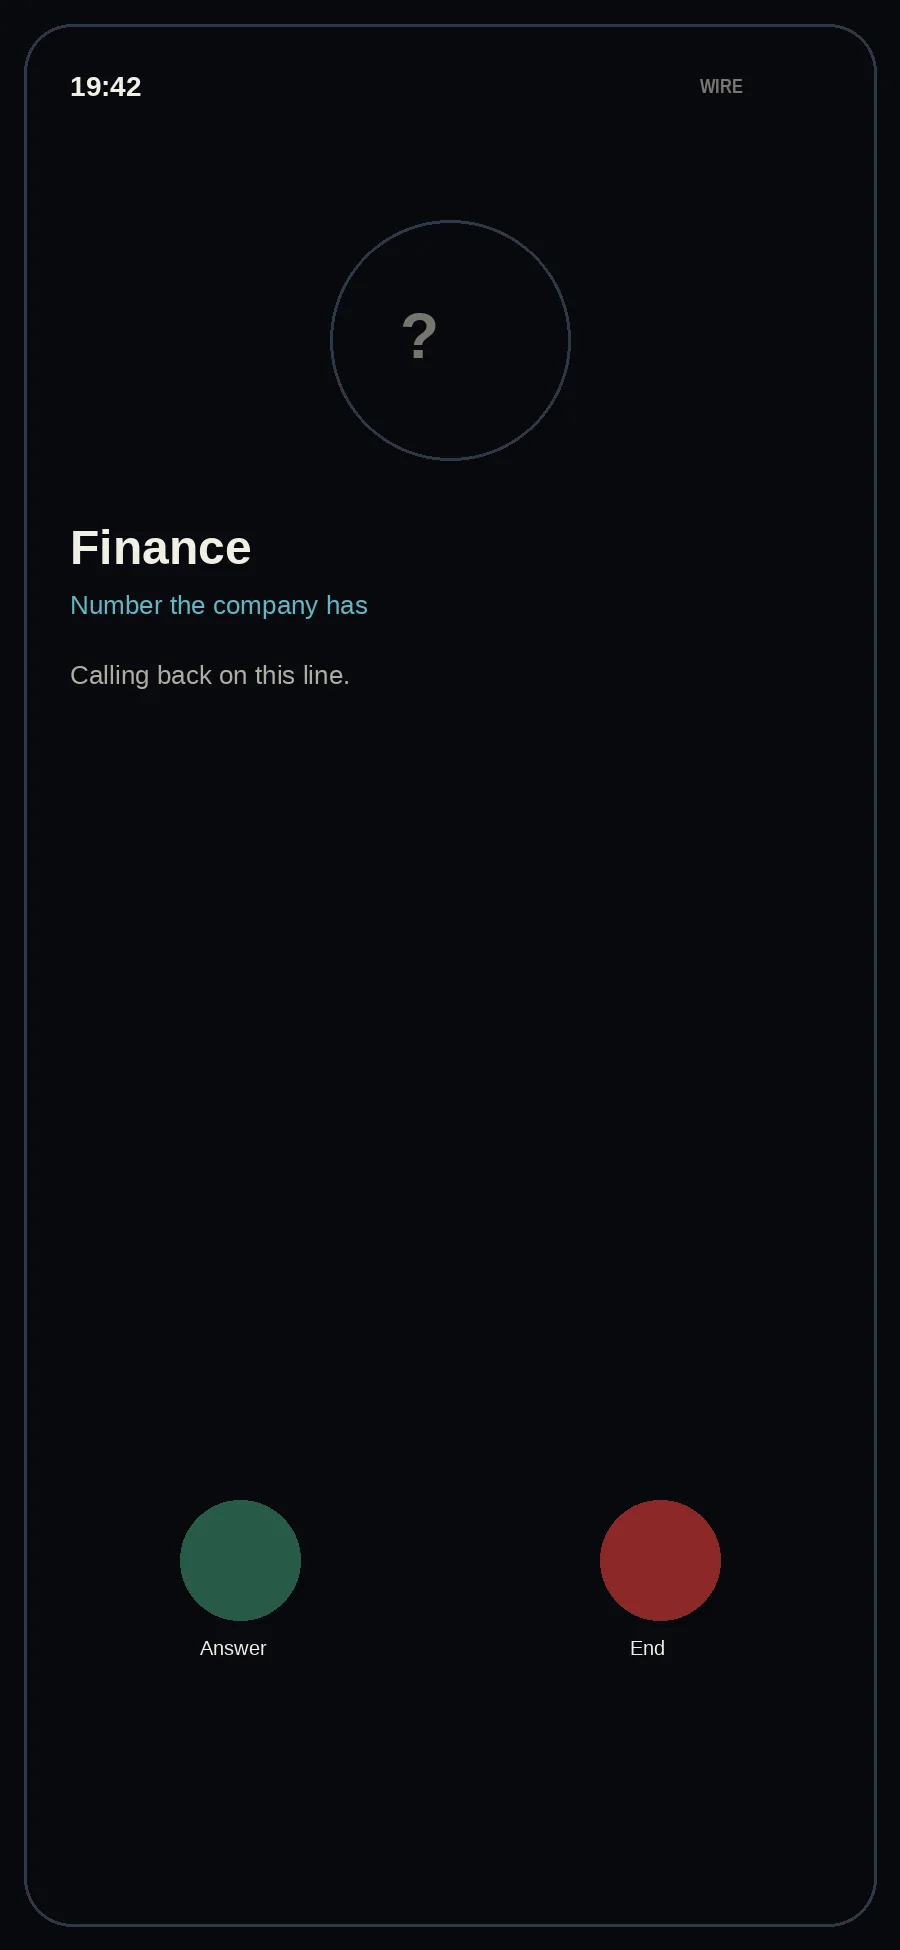 19:42
WIRE
?
Finance
Number the company has
Calling back on this line.
Answer
End